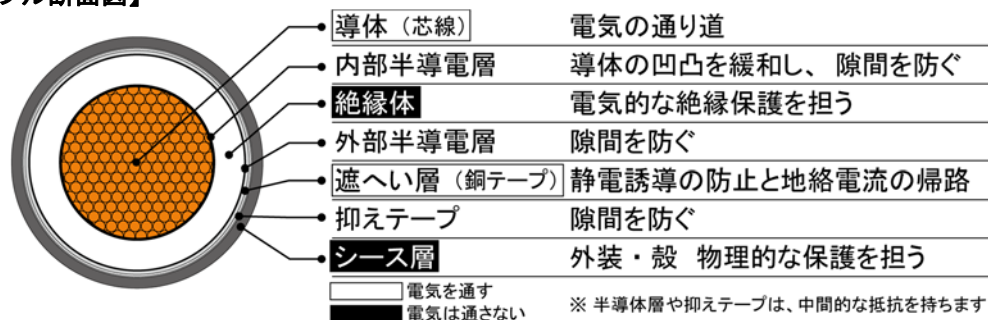 ブル断面図】
導体（芯線） 電気の通り道
内部半導電層 導体の凹凸を緩和し、隙間を防ぐ
絶縁体 電気的な絶縁保護を担う
外部半導電層 隙間を防ぐ
遮へい層（銅テープ） 静電誘導の防止と地絡電流の帰路
抑えテープ 隙間を防ぐ
シース層 外装・殻 物理的な保護を担う
電気を通す
電気は通さない
※ 半導体層や抑えテープは、中間的な抵抗を持ちます